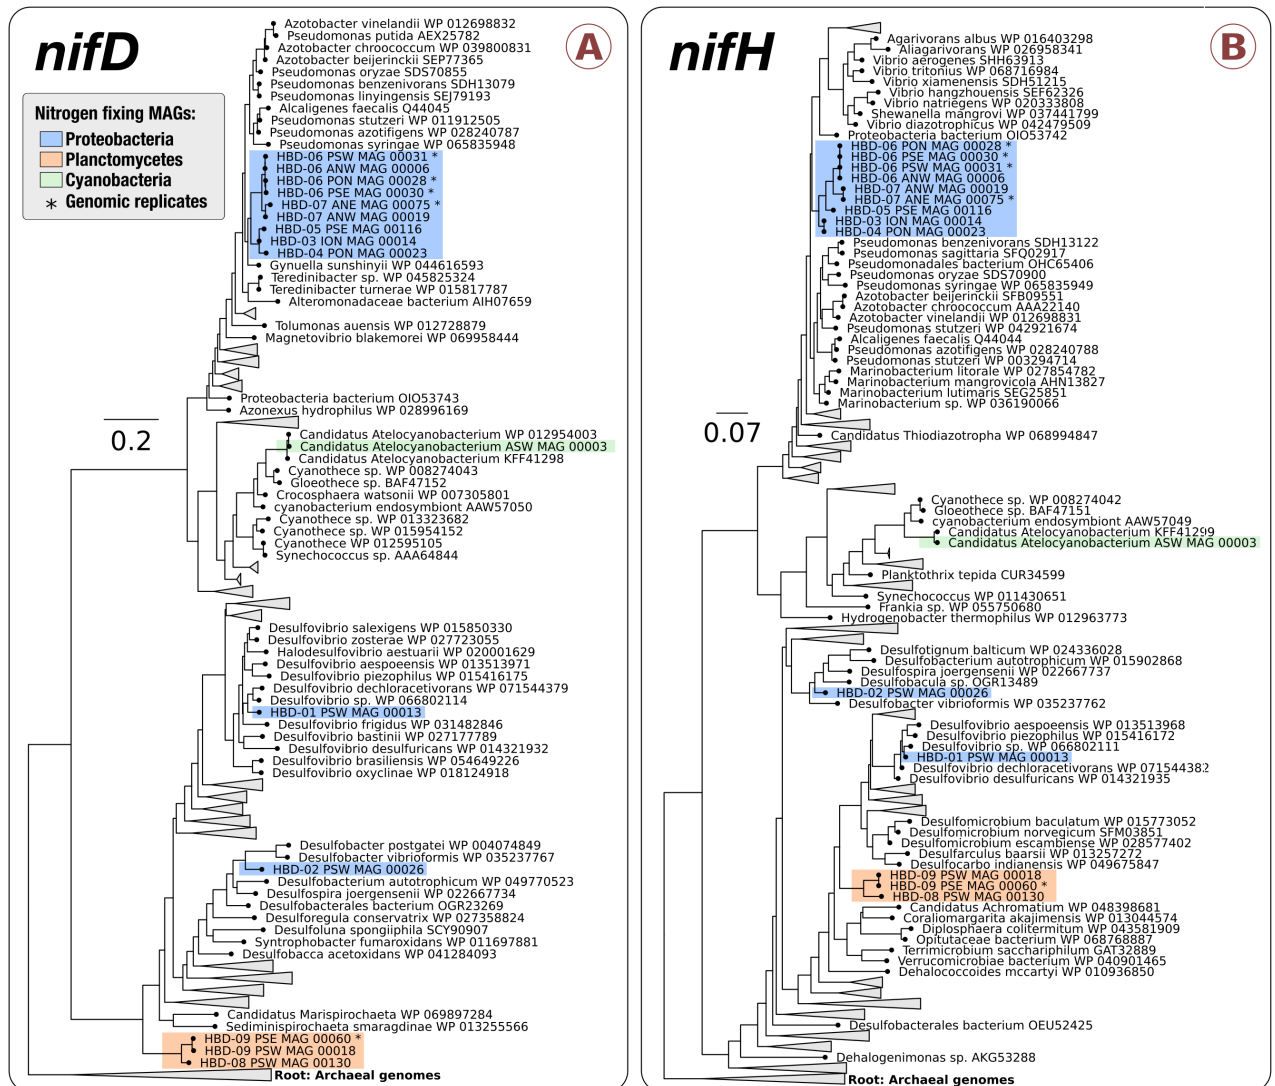 nifD
A
Nitrogen fixing MAGs:
Proteobacteria
Planctomycetes
Cyanobacteria
* Genomic replicates
Azotobacter vinelandii WP 012698832
Pseudomonas putida AEX25782
Azotobacter chroococcum WP 039800831
Azotobacter beijerinckii SEP77365
Pseudomonas oryzae SDS70855
Pseudomonas benzenivorans SDH13079
Pseudomonas linyingensis SEJ79193
Alcaligenes faecalis Q44045
Pseudomonas stutzeri WP 011912505
Pseudomonas azotifigens WP 028240787
Pseudomonas syringae WP 065835948
HBD-06 PSW MAG 00031 *
HBD-06 ANW MAG 00006
HBD-06 PON MAG 00028 *
HBD-06 PSE MAG 00030 *
HBD-07 ANE MAG 00075 *
HBD-07 ANW MAG 00019
HBD-05 PSE MAG 00116
HBD-03 ION MAG 00014
HBD-04 PON MAG 00023
Gynuella sunshinyii WP 044616593
Teredinibacter sp. WP 045825324
Teredinibacter turnerae WP 015817787
Alteromonadaceae bacterium AIH07659
Tolumonas auensis WP 012728879
Magnetovibrio blakemorei WP 069958444
Proteobacteria bacterium OIO53743
Azonexus hydrophilus WP 028996169
0.2
Candidatus Atelocyanobacterium WP 012954003
Candidatus Atelocyanobacterium ASW MAG 00003
Candidatus Atelocyanobacterium KFF41298
Cyanothece sp. WP 008274043
Gloeothece sp. BAF47152
Crocosphaera watsonii WP 007305801
cyanobacterium endosymbiont AAW57050
Cyanothece sp. WP 013323682
Cyanothece sp. WP 015954152
Cyanothece WP 012595105
Synechococcus sp. AAA64844
Desulfovibrio salexigens WP 015850330
Desulfovibrio zosterae WP 027723055
Halodesulfovibrio aestuarii WP 020001629
Desulfovibrio aespoeensis WP 013513971
Desulfovibrio piezophilus WP 015416175
Desulfovibrio dechloracetivorans WP 071544379
Desulfovibrio sp. WP 066802114
HBD-01 PSW MAG 00013
Desulfovibrio frigidus WP 031482846
Desulfovibrio bastinii WP 027177789
Desulfovibrio desulfuricans WP 014321932
Desulfovibrio brasiliensis WP 054649226
Desulfovibrio oxyclinae WP 018124918
Desulfobacter postgatei WP 004074849
Desulfobacter vibrioformis WP 035237767
HBD-02 PSW MAG 00026
Desulfobacterium autotrophicum WP 049770523
Desulfospira joergensenii WP 022667734
Desulfobacterales bacterium OGR23269
Desulforegula conservatrix WP 027358824
Desulfoluna spongiiphila SCY90907
Syntrophobacter fumaroxidans WP 011697881
Desulfobacca acetoxidans WP 041284093
Candidatus Marispirochaeta WP 069897284
Sediminispirochaeta smaragdinae WP 013255566
HBD-09 PSE MAG 00060 *
HBD-09 PSW MAG 00018
HBD-08 PSW MAG 00130
Root: Archaeal genomes
nifH
B
Agarivorans albus WP 016403298
Aliagarivorans WP 026958341
Vibrio aerogenes SHH63913
Vibrio tritonius WP 068716984
Vibrio xiamenensis SDH51215
Vibrio hangzhouensis SEF62326
Vibrio natriegens WP 020333808
Shewanella mangrovi WP 037441799
Vibrio diazotrophicus WP 042479509
Proteobacteria bacterium OIO53742
HBD-06 PON MAG 00028 *
HBD-06 PSE MAG 00030 *
HBD-06 PSW MAG 00031 *
HBD-06 ANW MAG 00006
HBD-07 ANW MAG 00019
HBD-07 ANE MAG 00075 *
HBD-05 PSE MAG 00116
HBD-03 ION MAG 00014
HBD-04 PON MAG 00023
Pseudomonas benzenivorans SDH13122
Pseudomonas sagittaria SFQ02917
Pseudomonadales bacterium OHC65406
Pseudomonas oryzae SDS70900
Pseudomonas syringae WP 065835949
Azotobacter beijerinckii SFB09551
Azotobacter chroococcum AAA22140
Azotobacter vinelandii WP 012698831
Pseudomonas stutzeri WP 042921674
Alcaligenes faecalis Q44044
Pseudomonas azotifigens WP 028240788
Pseudomonas stutzeri WP 003294714
Marinobacterium litorale WP 027854782
Marinobacterium mangrovicola AHN13827
Marinobacterium lutimaris SEG25851
Marinobacterium sp. WP 036190066
0.07
Candidatus Thiodiazotropha WP 068994847
Cyanothece sp. WP 008274042
Gloeothece sp. BAF47151
cyanobacterium endosymbiont AAW57049
Candidatus Atelocyanobacterium KFF41299
Candidatus Atelocyanobacterium ASW MAG 00003
Planktothrix tepida CUR34599
Synechococcus WP 011430651
Frankia sp. WP 055750680
Hydrogenobacter thermophilus WP 012963773
Desulfotignum balticum WP 024336028
Desulfobacterium autotrophicum WP 015902868
Desulfospira joergensenii WP 022667737
Desulfobacula sp. OGR13489
HBD-02 PSW MAG 00026
Desulfobacter vibrioformis WP 035237762
Desulfovibrio aespoeensis WP 013513968
Desulfovibrio piezophilus WP 015416172
Desulfovibrio sp. WP 066802111
HBD-01 PSW MAG 00013
Desulfovibrio dechloracetivorans WP 071544382
Desulfovibrio desulfuricans WP 014321935
Desulfomicrobium baculatum WP 015773052
Desulfomicrobium norvegicum SFM03851
Desulfomicrobium escambiense WP 028577402
Desulfarculus baarsii WP 013257272
Desulfocarbo indianensis WP 049675847
HBD-09 PSW MAG 00018
HBD-09 PSE MAG 00060 *
HBD-08 PSW MAG 00130
Candidatus Achromatium WP 048398681
Coraliomargarita akajimensis WP 013044574
Diplosphaera colitermitum WP 043581909
Opitutaceae bacterium WP 068768887
Terrimicrobium sacchariphilum GAT32889
Verrucomicrobiae bacterium WP 040901465
Dehalococcoides mccartyi WP 010936850
Desulfobacterales bacterium OEU52425
Dehalogenimonas sp. AKG53288
Root: Archaeal genomes